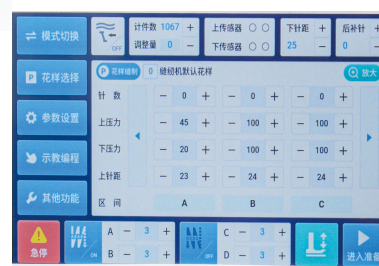 模式切换
OFF
计件数 1067 +
调整量 0 −
上传感器
下传感器
下针距 +
25 −
后补针 +
0 −
花样选择
P 花样缝制 0 缝纫机默认花样
放大
针 数 − 0 + − 0 + − 0 +
参数设置
上压力 − 45 + − 100 + − 100 +
下压力 − 20 + − 100 + − 100 +
示教编程
上针距 − 23 + − 24 + − 24 +
其他功能
区 间 A B C
急停
ON
A − 3 +
B − 3 +
OFF
C − 3 +
D − 3 +
进入准备